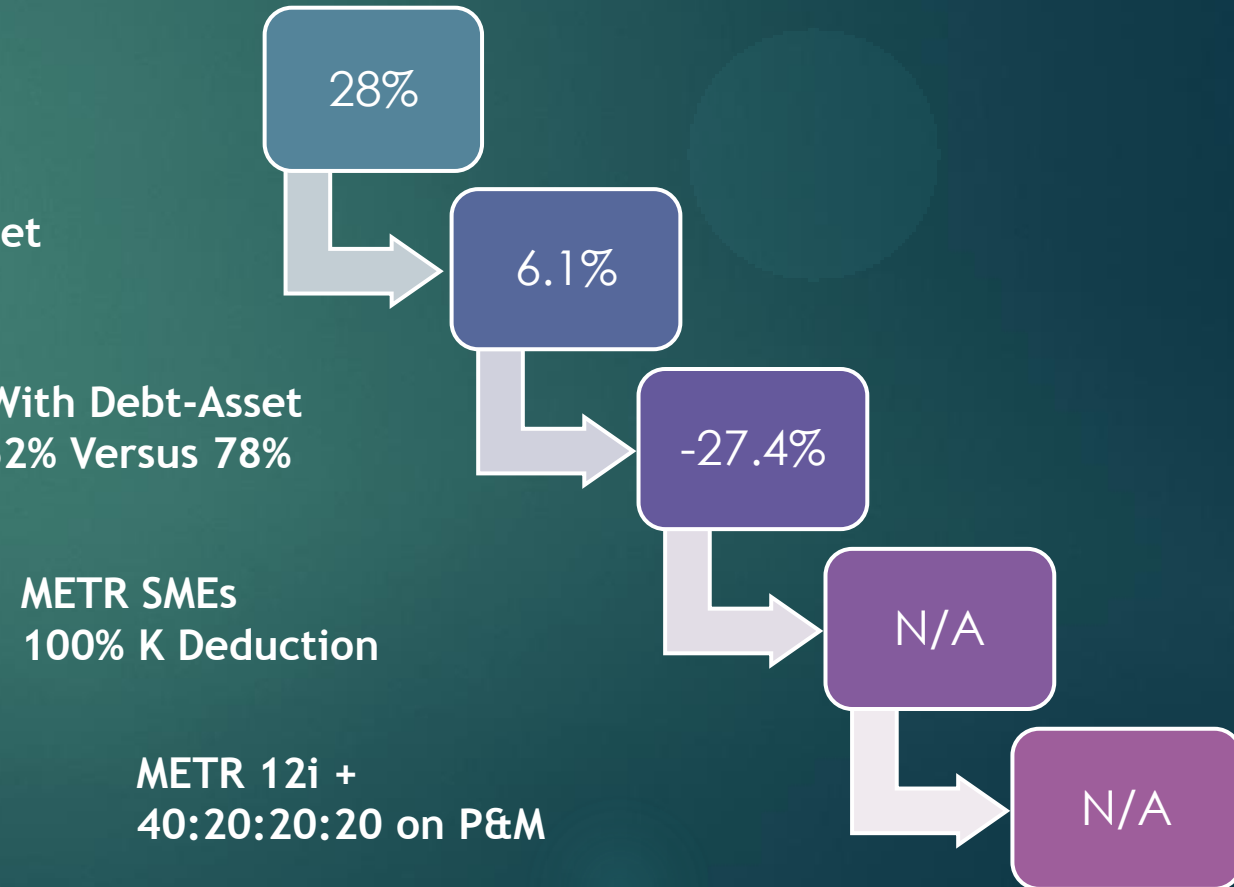 28%
et
6.1%
With Debt-Asset
2% Versus 78%
-27.4%
METR SMEs
100% K Deduction
N/A
METR 12i +
40:20:20:20 on P&M
N/A